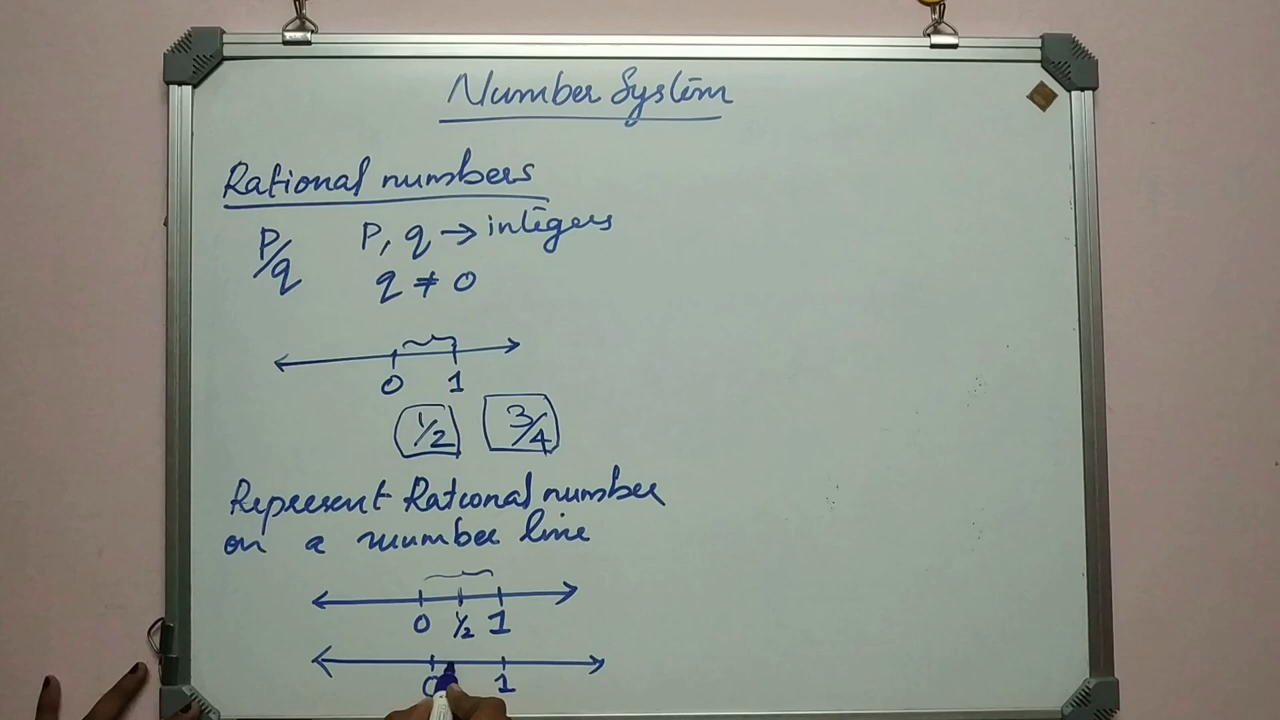 Number System
Rational numbers
P/q P, q → integers
q ≠ 0
0 1
1/2 3/4
Represent Rational number
on a number line
0 1/2 1
0 1